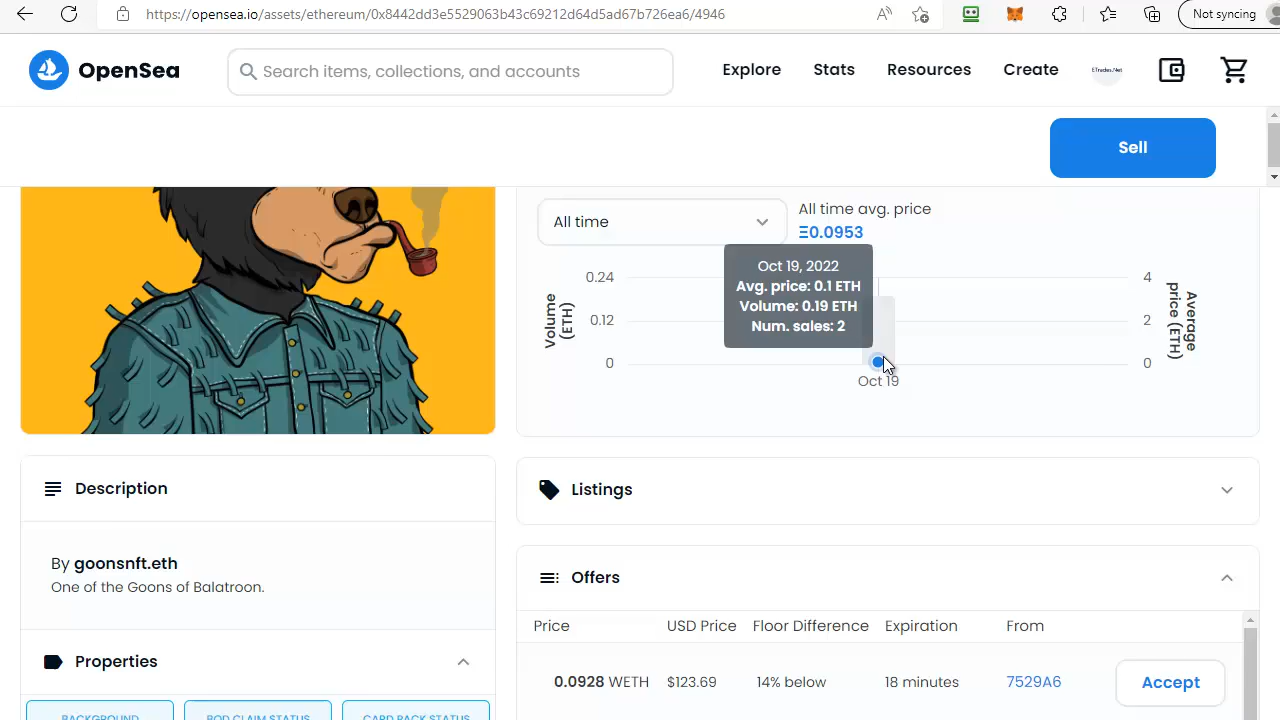 https://opensea.io/assets/ethereum/0x8442dd3e5529063b43c69212d64d5ad67b726ea6/4946
Not syncing
OpenSea
Search items, collections, and accounts
Explore
Stats
Resources
Create
ETrades.Net
Sell
All time
All time avg. price
Ξ0.0953
Oct 19, 2022
Avg. price: 0.1 ETH
Volume: 0.19 ETH
Num. sales: 2
Volume (ETH)
0.24
0.12
0
4
2
0
Average price (ETH)
Oct 19
Description
By goonsnft.eth
One of the Goons of Balatroon.
Properties
BACKGROUND
BOD CLAIM STATUS
CARD PACK STATUS
Listings
Offers
Price USD Price Floor Difference Expiration From
0.0928 WETH $123.69 14% below 18 minutes 7529A6 Accept